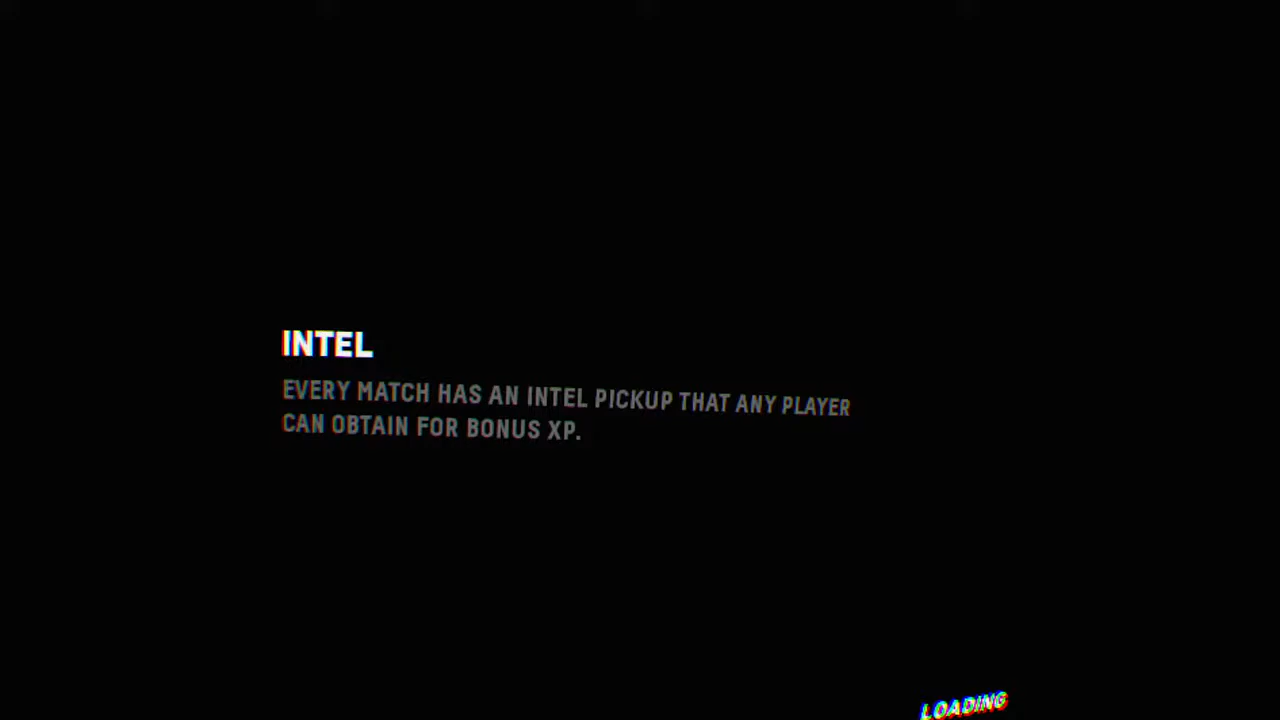 INTEL
EVERY MATCH HAS AN INTEL PICKUP THAT ANY PLAYER
CAN OBTAIN FOR BONUS XP.
LOADING